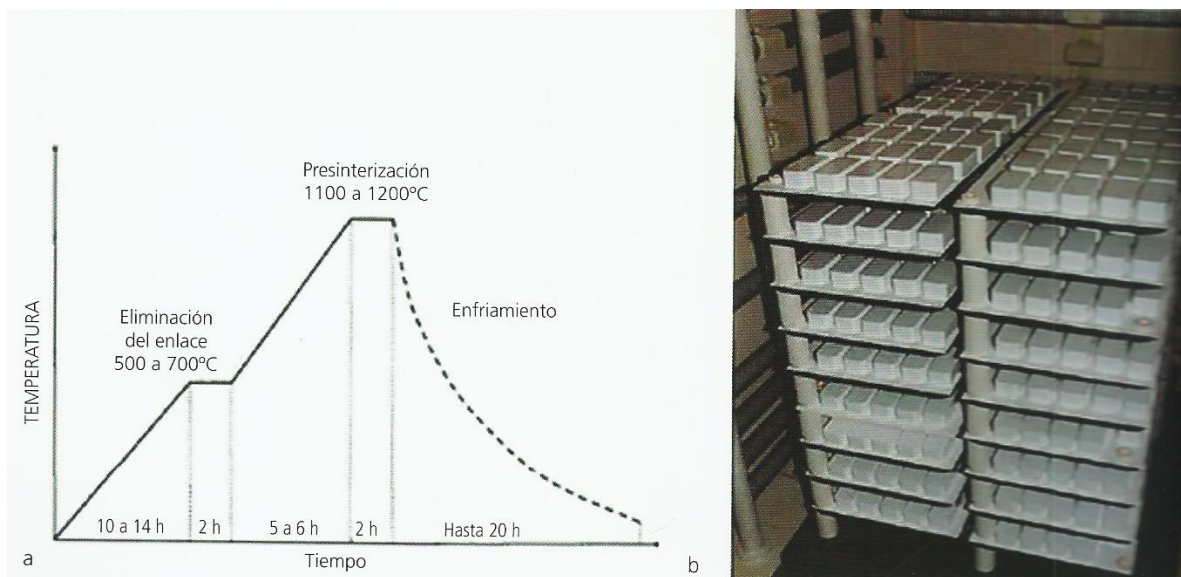 Presinterización
1100 a 1200ºC
Eliminación
del enlace
500 a 700ºC
Enfriamiento
TEMPERATURA
10 a 14 h
2 h
5 a 6 h
2 h
Hasta 20 h
a
Tiempo
b